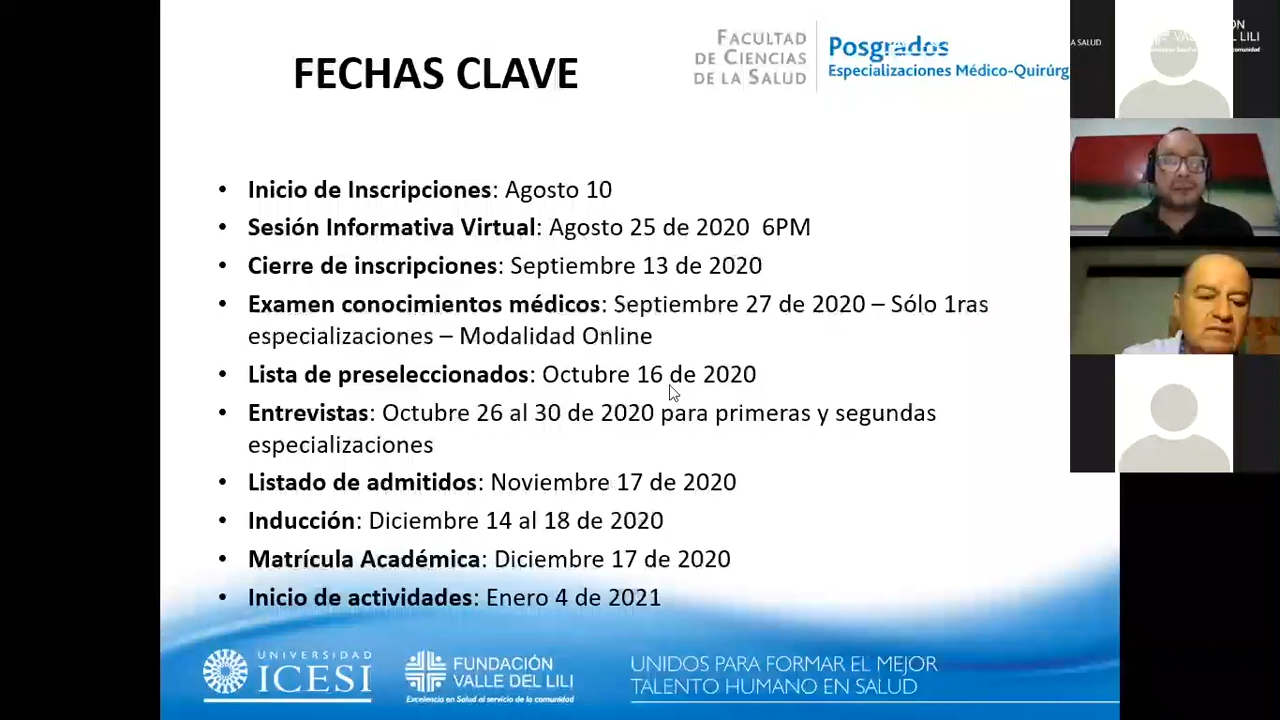 FECHAS CLAVE
FACULTAD
DE CIENCIAS
DE LA SALUD
Posgrados
Especializaciones Médico-Quirúrg
• Inicio de Inscripciones: Agosto 10
• Sesión Informativa Virtual: Agosto 25 de 2020 6PM
• Cierre de inscripciones: Septiembre 13 de 2020
• Examen conocimientos médicos: Septiembre 27 de 2020 – Sólo 1ras
especializaciones – Modalidad Online
• Lista de preseleccionados: Octubre 16 de 2020
• Entrevistas: Octubre 26 al 30 de 2020 para primeras y segundas
especializaciones
• Listado de admitidos: Noviembre 17 de 2020
• Inducción: Diciembre 14 al 18 de 2020
• Matrícula Académica: Diciembre 17 de 2020
• Inicio de actividades: Enero 4 de 2021
UNIVERSIDAD
ICESI
FUNDACIÓN
VALLE DEL LILI
Excelencia en Salud al servicio de la comunidad
UNIDOS PARA FORMAR EL MEJOR
TALENTO HUMANO EN SALUD
A SALUD
DEL LILI